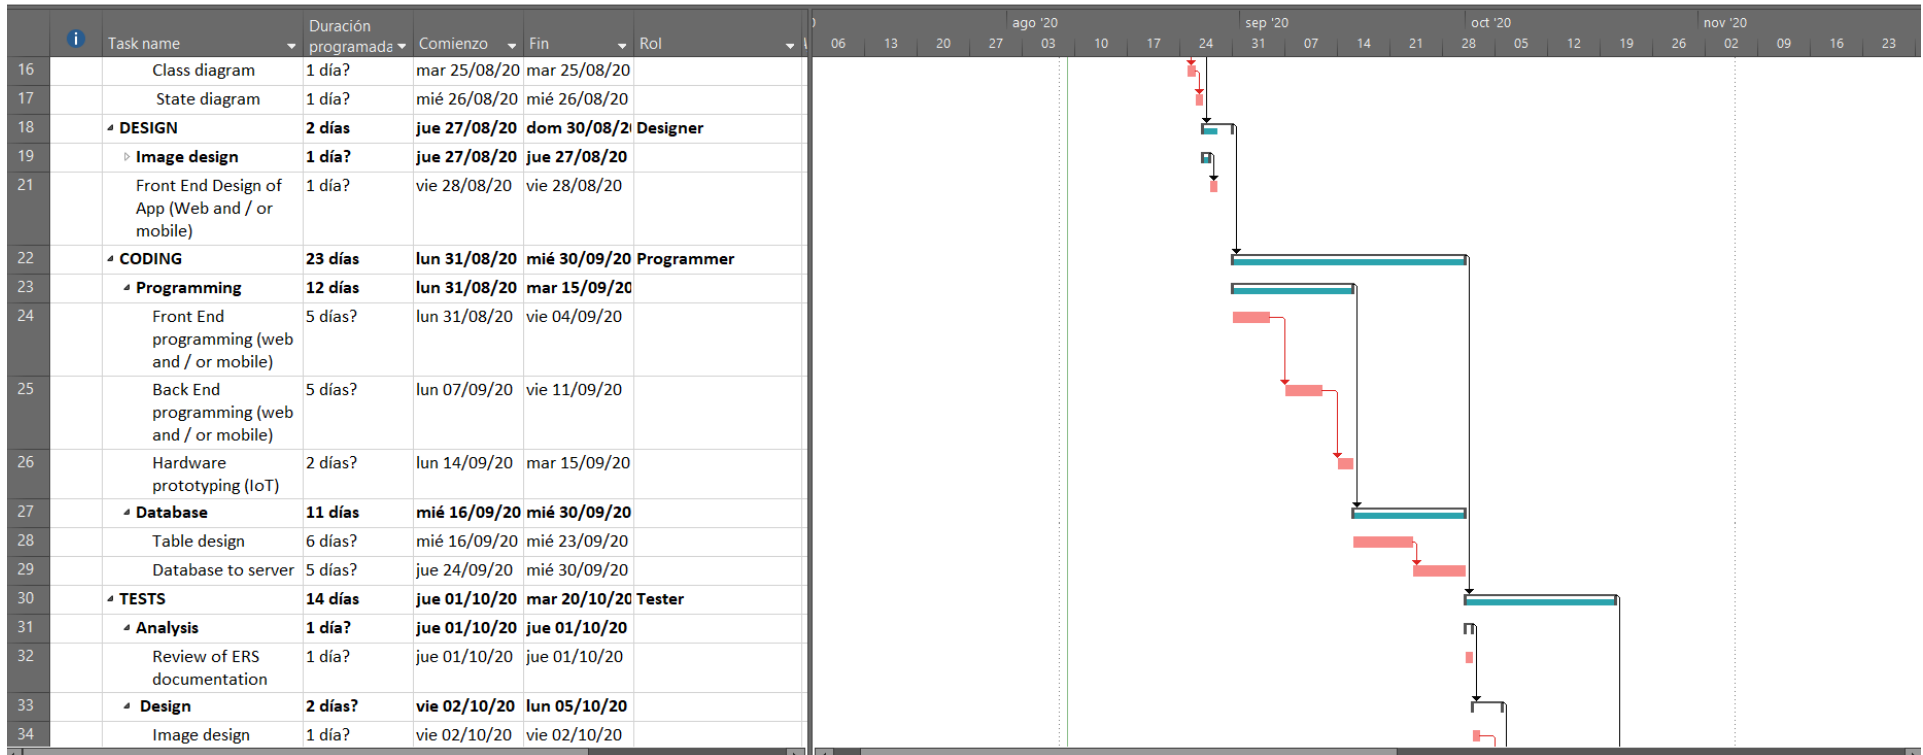 ago '20 sep '20 oct '20 nov '20
Duración
Task name programada Comienzo Fin Rol
06 13 20 27 03 10 17 24 31 07 14 21 28 05 12 19 26 02 09 16 23
16 Class diagram 1 día? mar 25/08/20 mar 25/08/20
17 State diagram 1 día? mié 26/08/20 mié 26/08/20
18 DESIGN 2 días jue 27/08/20 dom 30/08/2 Designer
19 Image design 1 día? jue 27/08/20 jue 27/08/20
21 Front End Design of 1 día? vie 28/08/20 vie 28/08/20
App (Web and / or
mobile)
22 CODING 23 días lun 31/08/20 mié 30/09/20 Programmer
23 Programming 12 días lun 31/08/20 mar 15/09/20
24 Front End 5 días? lun 31/08/20 vie 04/09/20
programming (web
and / or mobile)
25 Back End 5 días? lun 07/09/20 vie 11/09/20
programming (web
and / or mobile)
26 Hardware 2 días? lun 14/09/20 mar 15/09/20
prototyping (IoT)
27 Database 11 días mié 16/09/20 mié 30/09/20
28 Table design 6 días? mié 16/09/20 mié 23/09/20
29 Database to server 5 días? jue 24/09/20 mié 30/09/20
30 TESTS 14 días jue 01/10/20 mar 20/10/20 Tester
31 Analysis 1 día? jue 01/10/20 jue 01/10/20
32 Review of ERS 1 día? jue 01/10/20 jue 01/10/20
documentation
33 Design 2 días? vie 02/10/20 lun 05/10/20
34 Image design 1 día? vie 02/10/20 vie 02/10/20